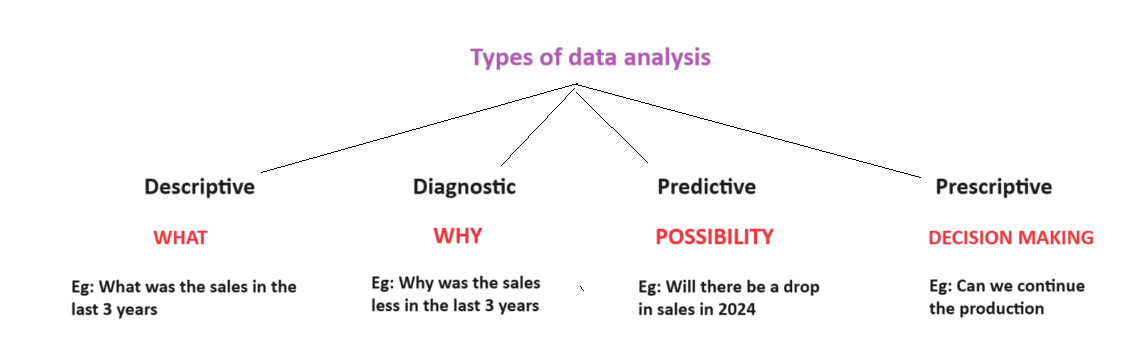 Types of data analysis
Descriptive
WHAT
Eg: What was the sales in the
last 3 years
Diagnostic
WHY
Eg: Why was the sales
less in the last 3 years
Predictive
POSSIBILITY
Eg: Will there be a drop
in sales in 2024
Prescriptive
DECISION MAKING
Eg: Can we continue
the production